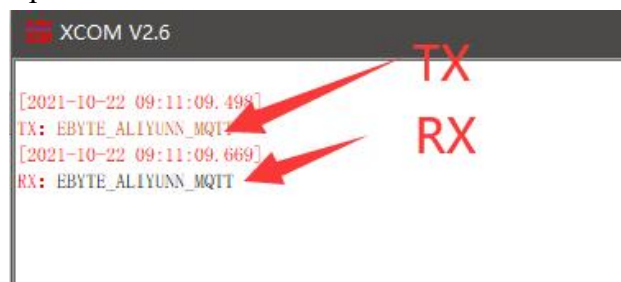 XCOM V2.6
TX
[2021-10-22 09:11:09.498]
TX: EBYTE_ALIYUNN_MQTT
[2021-10-22 09:11:09.669]
RX
RX: EBYTE_ALIYUNN_MQTT